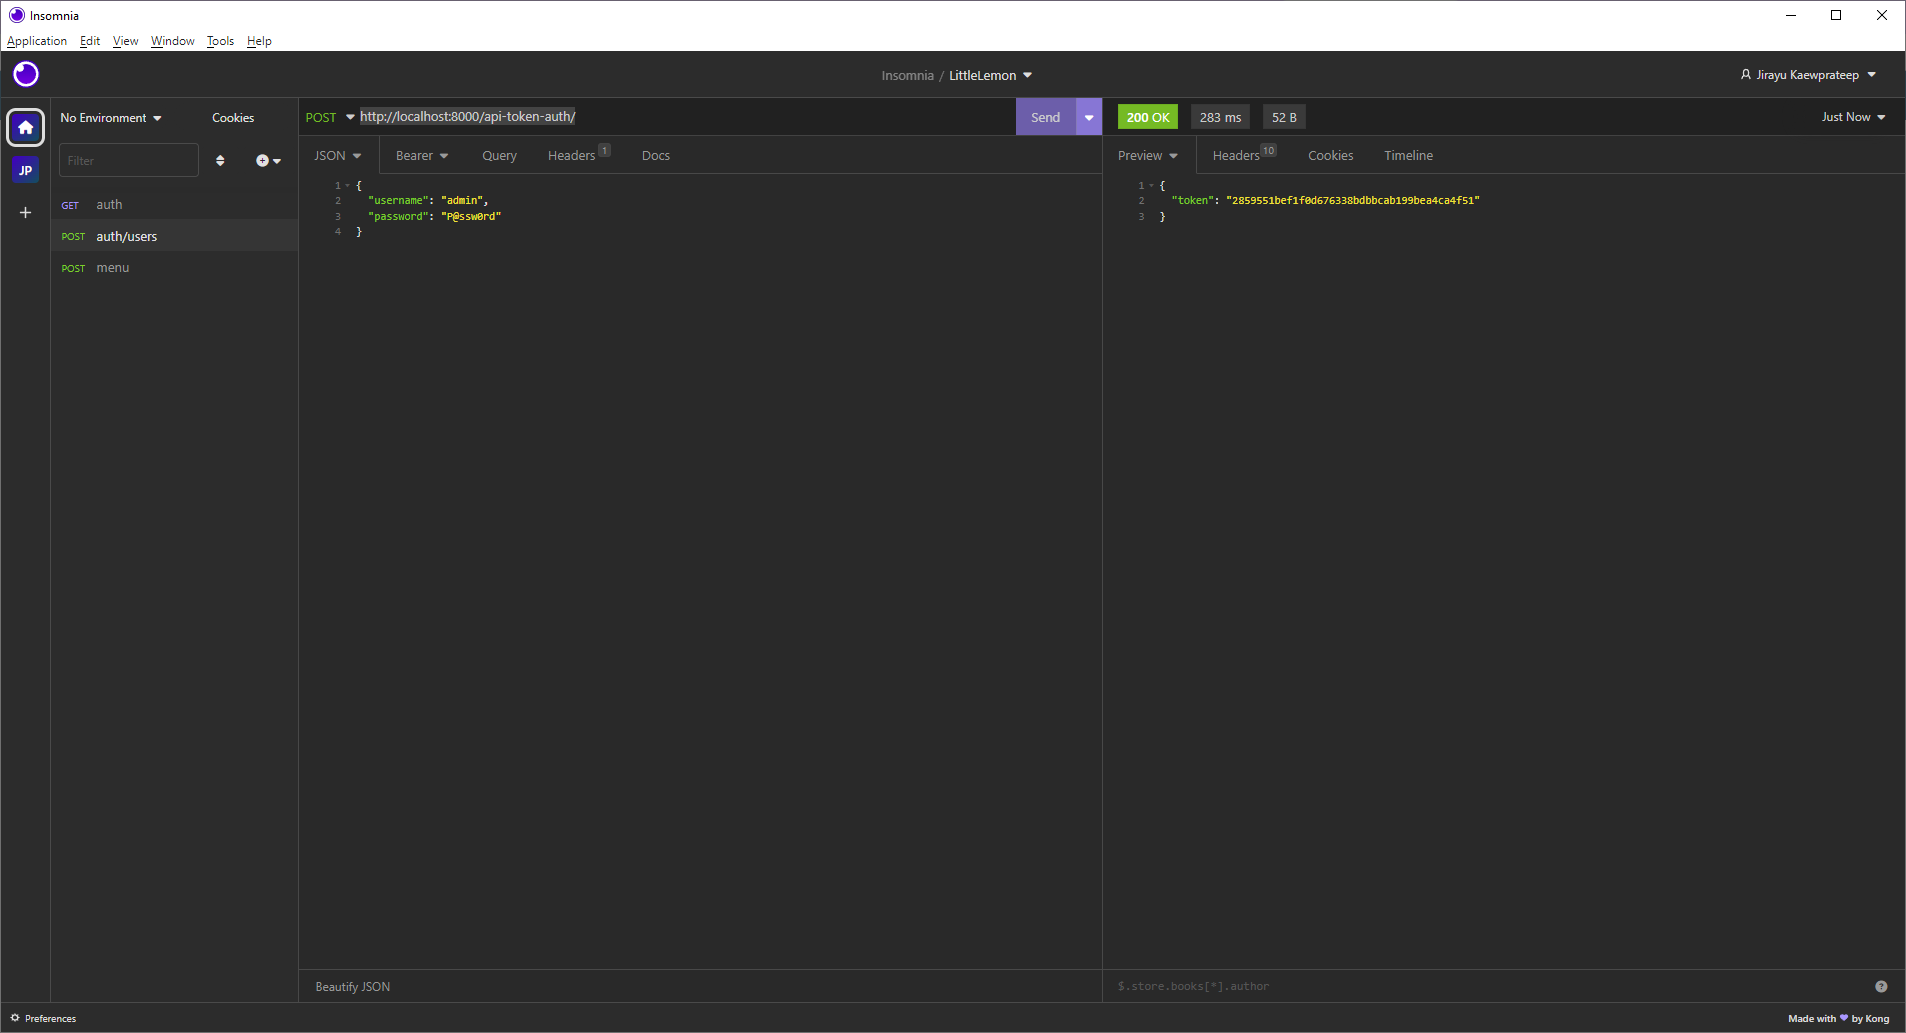 Insomnia
Application Edit View Window Tools Help
Insomnia / LittleLemon
Jirayu Kaewprateep
No Environment
Cookies
POST http://localhost:8000/api-token-auth/
Send
200 OK
283 ms
52 B
Just Now
Filter
JP
JSON
Bearer
Query
Headers 1
Docs
Preview
Headers 10
Cookies
Timeline
GET auth
POST auth/users
POST menu
1 {
2 "username": "admin",
3 "password": "P@ssw0rd"
4 }
1 {
2 "token": "2859551bef1f0d676338bdbbcab199bea4ca4f51"
3 }
Beautify JSON
$.store.books[*].author
?
Preferences
Made with ♥ by Kong